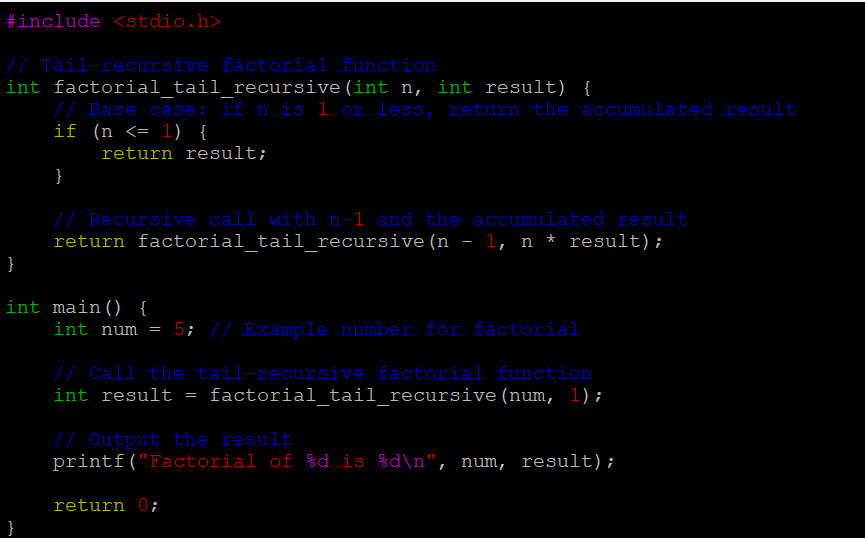 #include <stdio.h>

// Tail-recursive factorial function
int factorial_tail_recursive(int n, int result) {
    // Base case: if n is 1 or less, return the accumulated result
    if (n <= 1) {
        return result;
    }

    // Recursive call with n-1 and the accumulated result
    return factorial_tail_recursive(n - 1, n * result);
}

int main() {
    int num = 5; // Example number for factorial

    // Call the tail-recursive factorial function
    int result = factorial_tail_recursive(num, 1);

    // Output the result
    printf("Factorial of %d is %d\n", num, result);

    return 0;
}